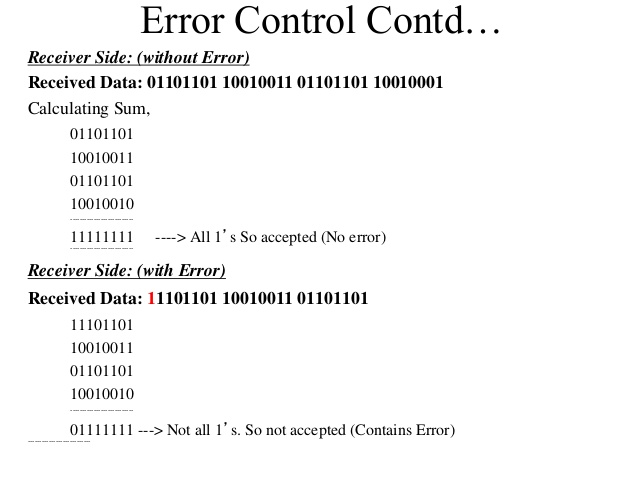 Error Control Contd…
Receiver Side: (without Error)
Received Data: 01101101 10010011 01101101 10010001
Calculating Sum,
01101101
10010011
01101101
10010010
11111111 ----> All 1’s So accepted (No error)
Receiver Side: (with Error)
Received Data: 11101101 10010011 01101101
11101101
10010011
01101101
10010010
01111111 ---> Not all 1’s. So not accepted (Contains Error)